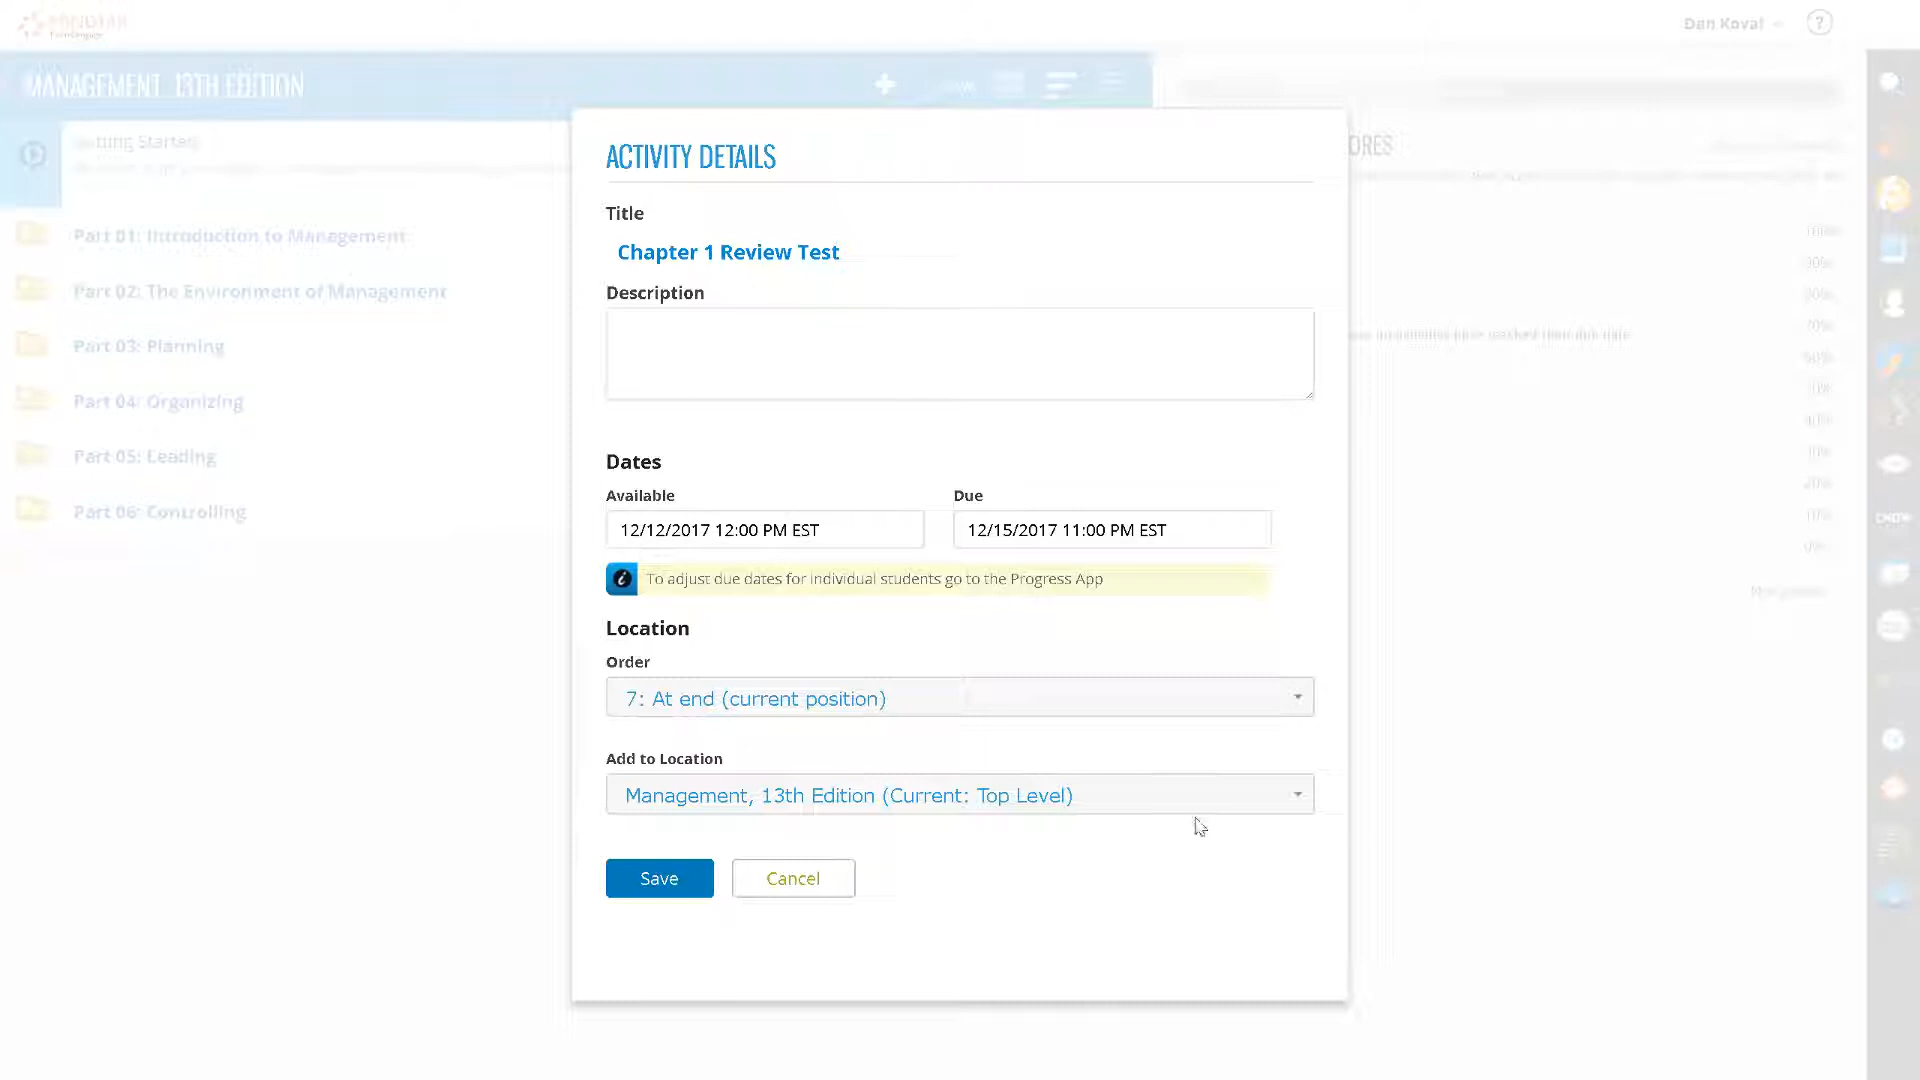 MINDTAP
Dan Koval
?
MANAGEMENT, 13TH EDITION
Getting Started
Part 01: Introduction to Management
Part 02: The Environment of Management
Part 03: Planning
Part 04: Organizing
Part 05: Leading
Part 06: Controlling
ORES
ACTIVITY DETAILS
Title
Chapter 1 Review Test
Description
Dates
Available
Due
12/12/2017 12:00 PM EST
12/15/2017 11:00 PM EST
To adjust due dates for individual students go to the Progress App
Location
Order
7: At end (current position)
Add to Location
Management, 13th Edition (Current: Top Level)
Save
Cancel